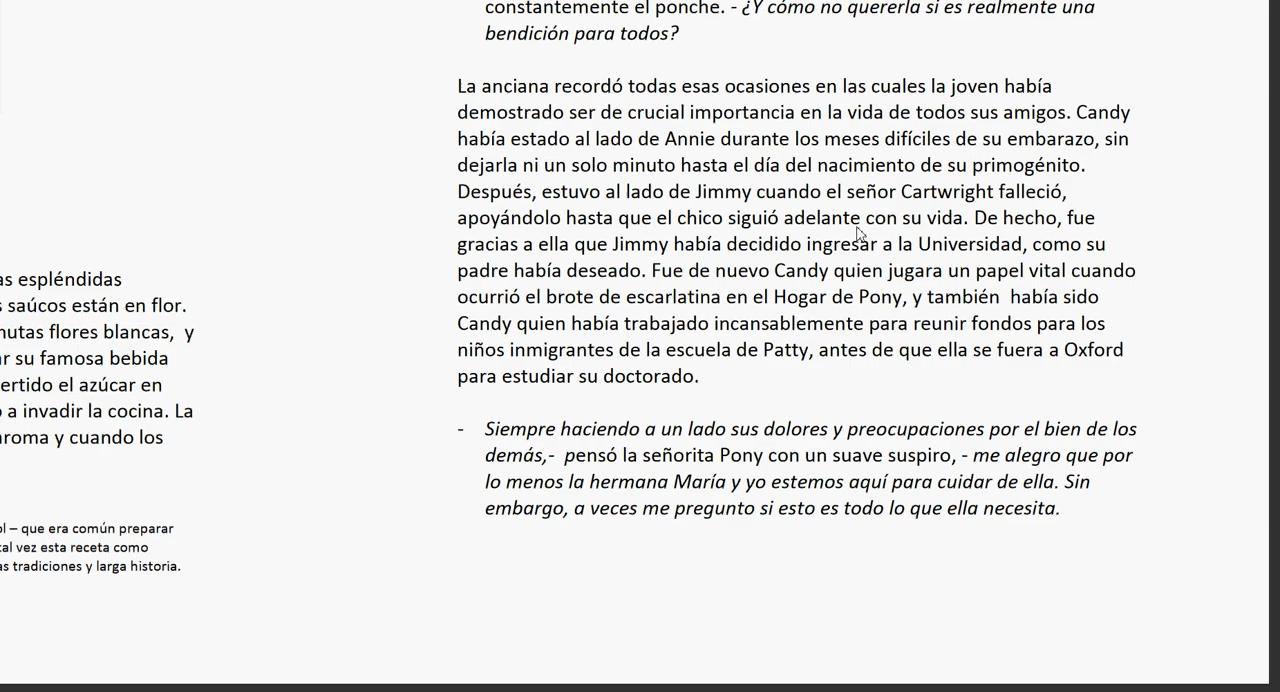 as espléndidas
s saúcos están en flor.
nutas flores blancas,  y
ar su famosa bebida
ertido el azúcar en
o a invadir la cocina. La
aroma y cuando los
ol – que era común preparar
tal vez esta receta como
as tradiciones y larga historia.
constantemente el ponche. - ¿Y cómo no quererla si es realmente una
bendición para todos?
La anciana recordó todas esas ocasiones en las cuales la joven había
demostrado ser de crucial importancia en la vida de todos sus amigos. Candy
había estado al lado de Annie durante los meses difíciles de su embarazo, sin
dejarla ni un solo minuto hasta el día del nacimiento de su primogénito.
Después, estuvo al lado de Jimmy cuando el señor Cartwright falleció,
apoyándolo hasta que el chico siguió adelante con su vida. De hecho, fue
gracias a ella que Jimmy había decidido ingresar a la Universidad, como su
padre había deseado. Fue de nuevo Candy quien jugara un papel vital cuando
ocurrió el brote de escarlatina en el Hogar de Pony, y también  había sido
Candy quien había trabajado incansablemente para reunir fondos para los
niños inmigrantes de la escuela de Patty, antes de que ella se fuera a Oxford
para estudiar su doctorado.
- Siempre haciendo a un lado sus dolores y preocupaciones por el bien de los
demás,-  pensó la señorita Pony con un suave suspiro, - me alegro que por
lo menos la hermana María y yo estemos aquí para cuidar de ella. Sin
embargo, a veces me pregunto si esto es todo lo que ella necesita.